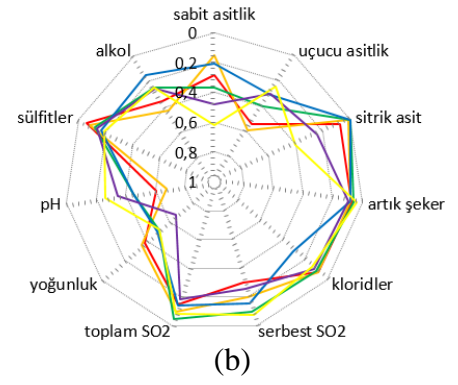 sabit asitlik
0
alkol
uçucu asitlik
0,2
0,4
sülfitler
sitrik asit
0,6
0,8
pH
1
artık şeker
yoğunluk
kloridler
toplam SO2
serbest SO2
(b)